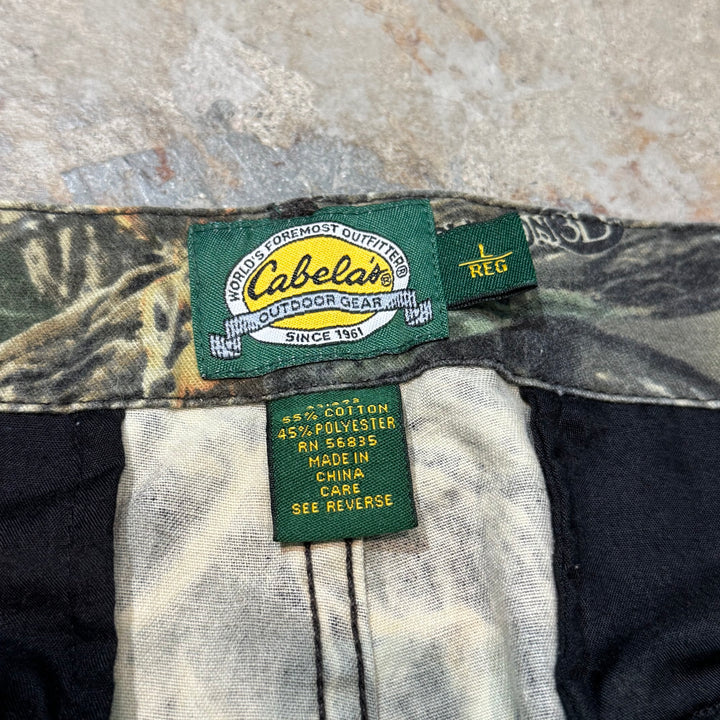 WORLD'S FOREMOST OUTFITTER®
Cabela's®
OUTDOOR GEAR
SINCE 1961
L
REG
3D
55% COTTON
45% POLYESTER
RN 56835
MADE IN
CHINA
CARE
SEE REVERSE